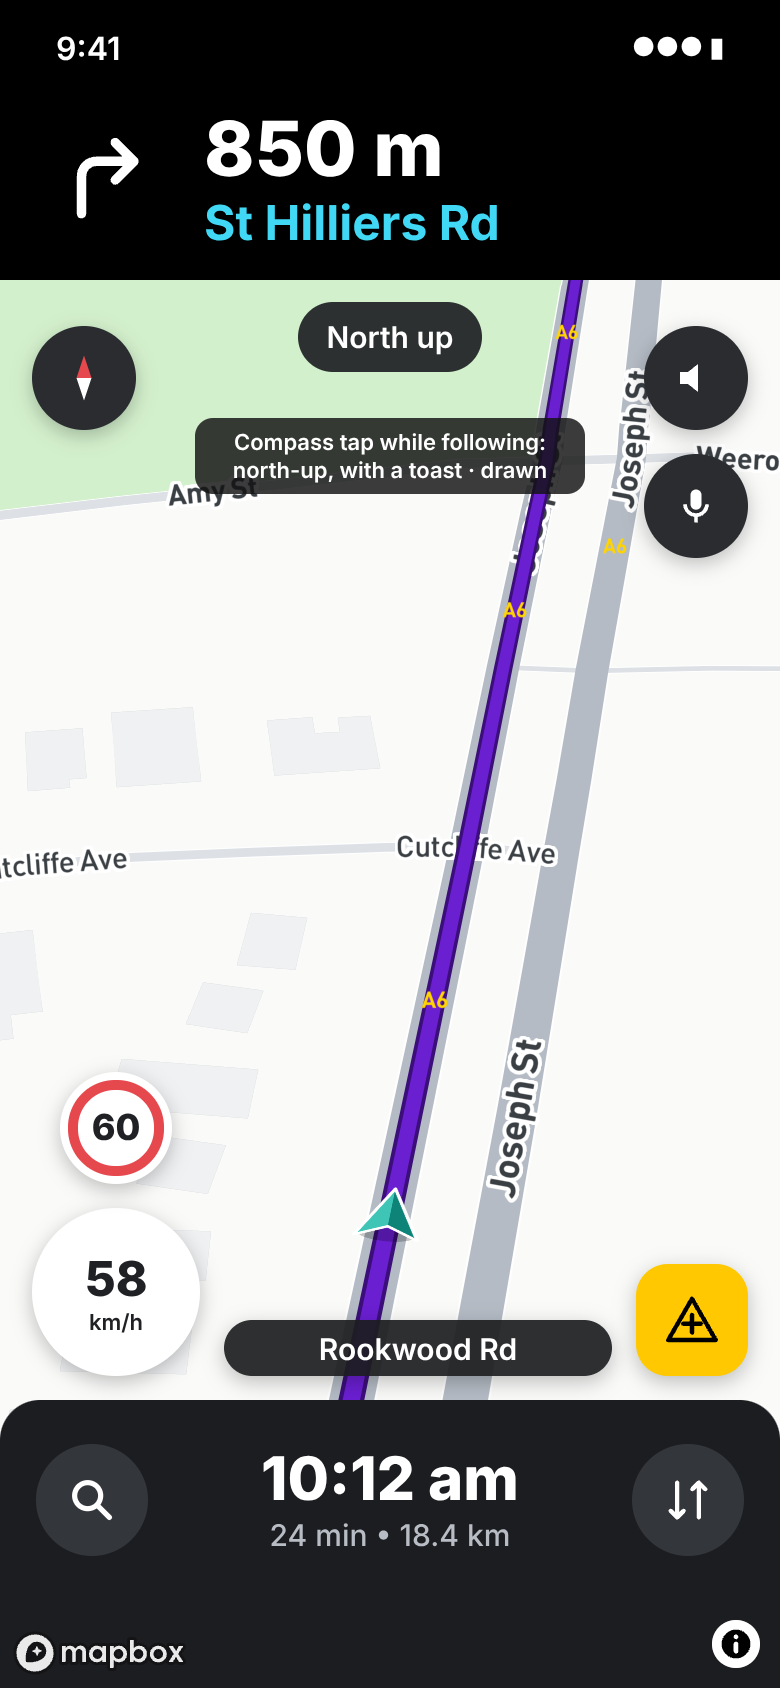 9:41
850 m
St Hilliers Rd
North up
A6
Compass tap while following:
north-up, with a toast · drawn
Joseph St
Weero
Amy St
A6
A6
Cutcliffe Ave
tcliffe Ave
A6
Joseph St
60
58
km/h
Rookwood Rd
10:12 am
24 min • 18.4 km
mapbox